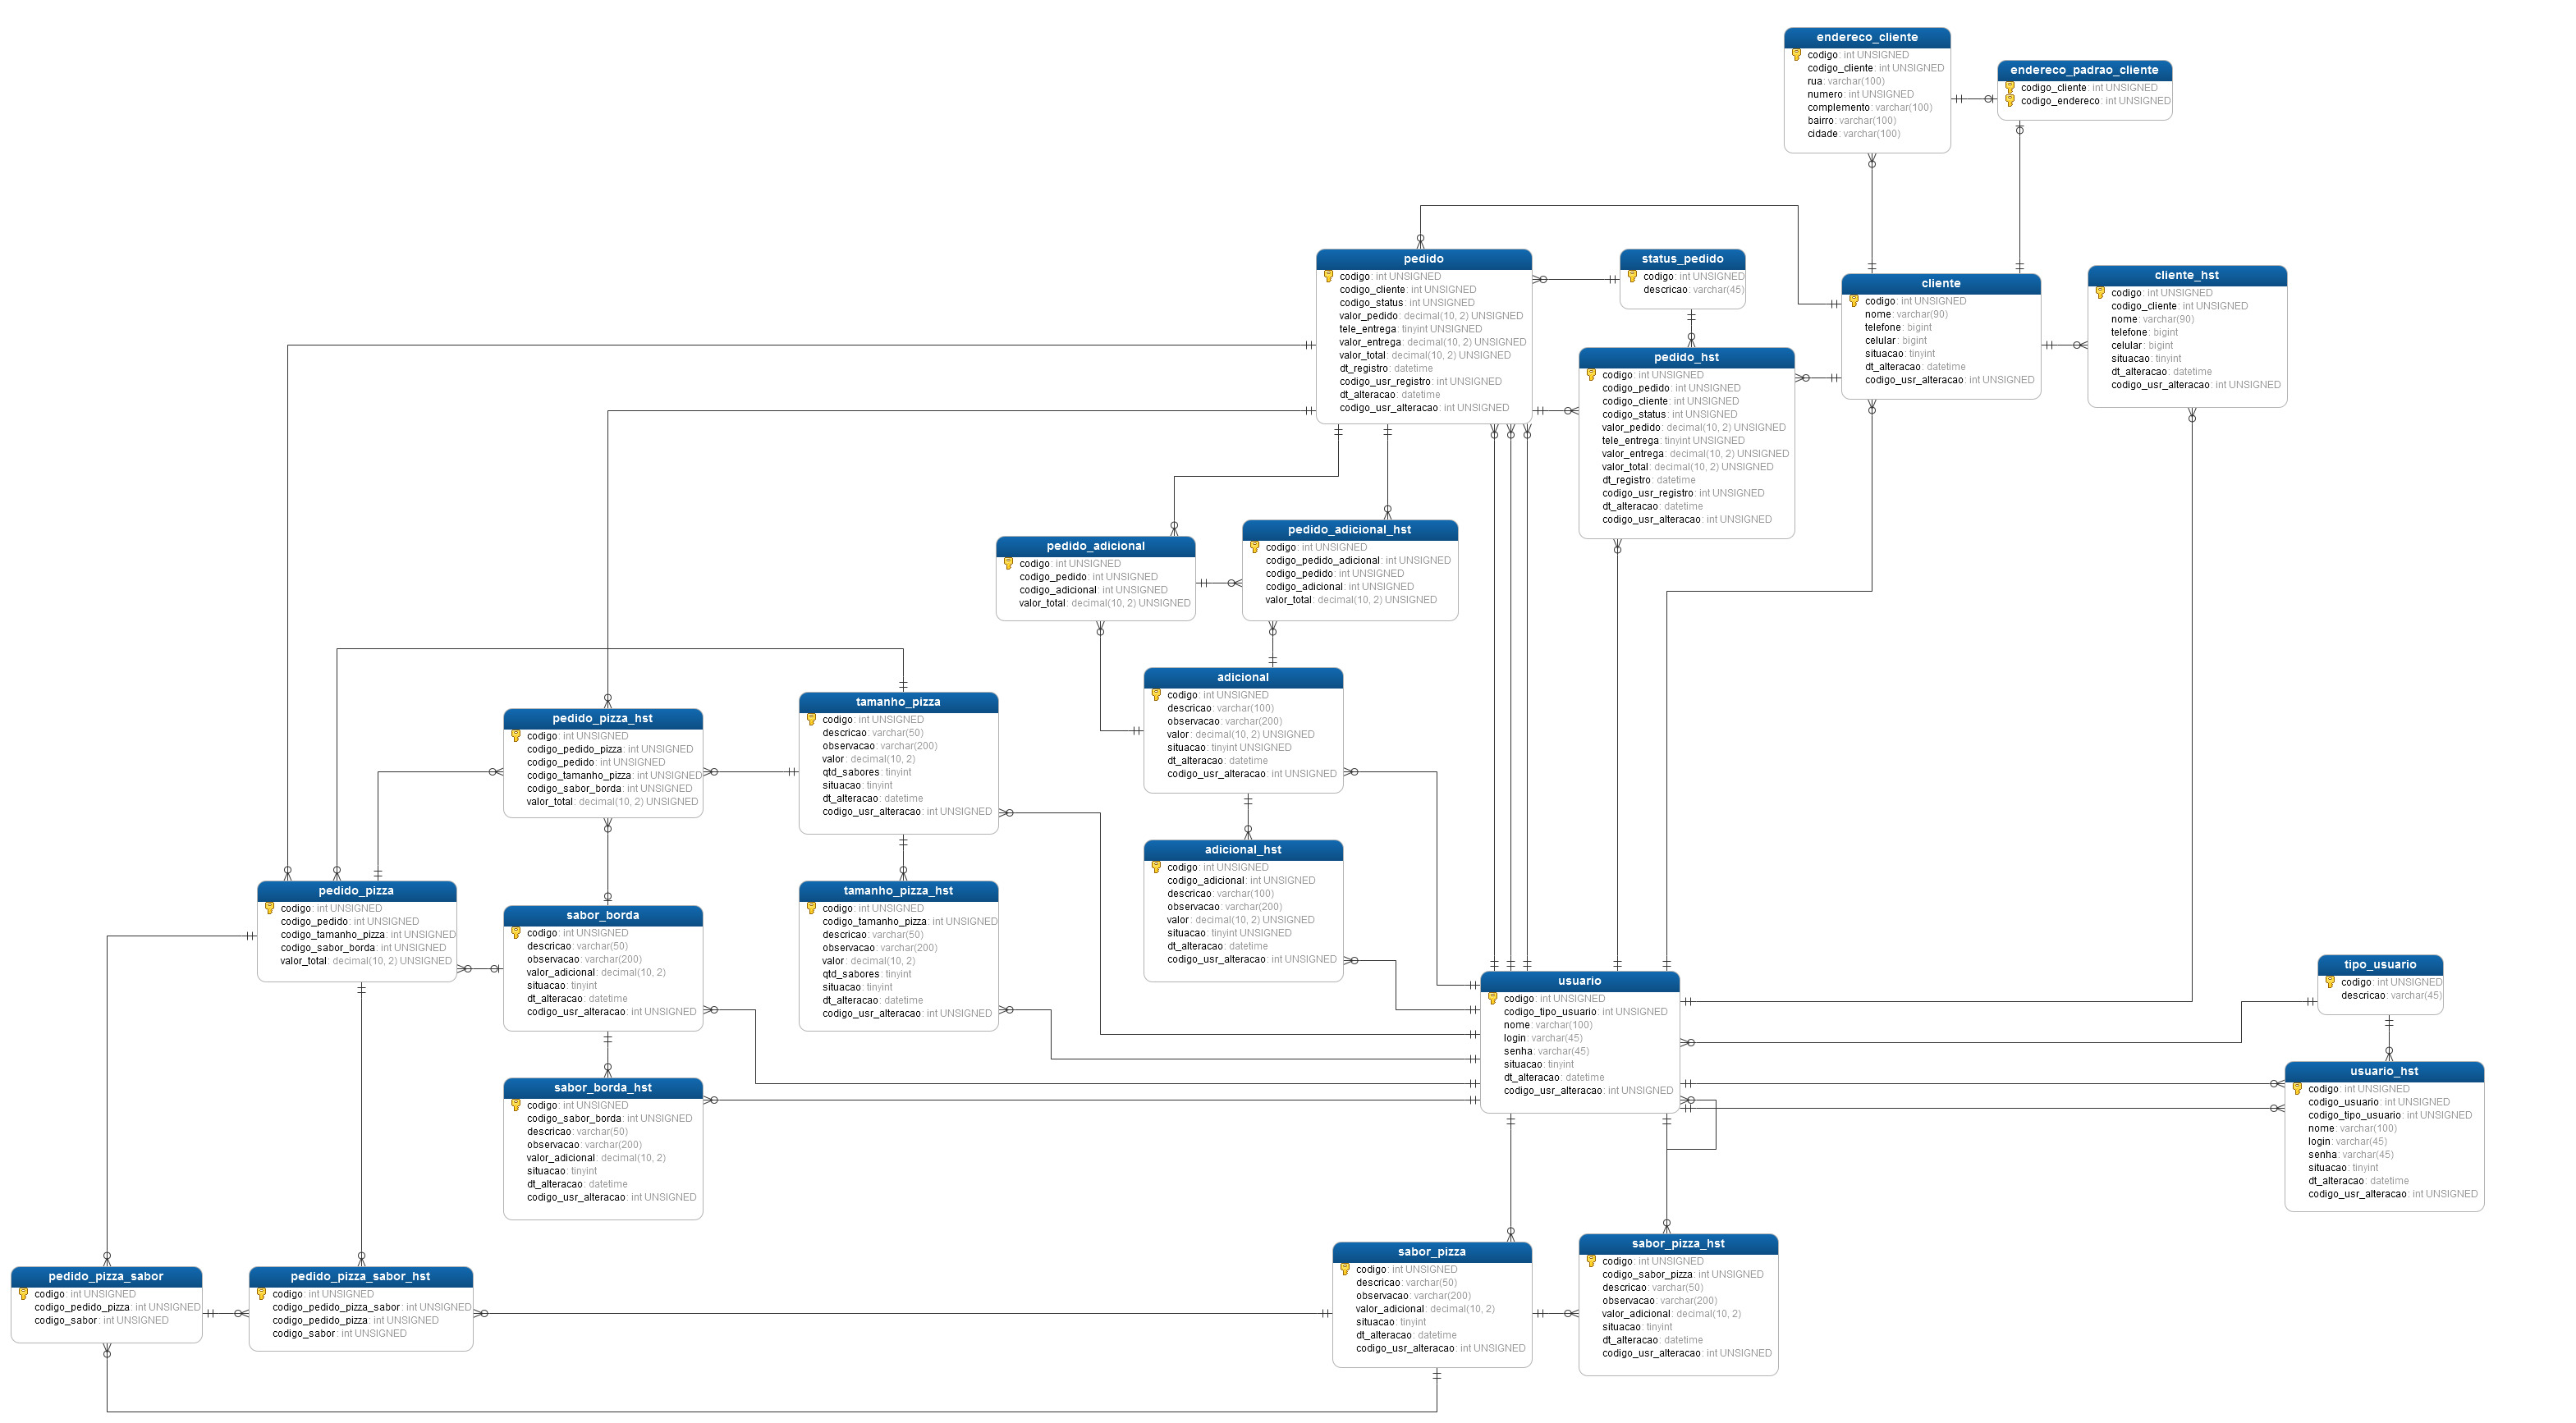 endereco_cliente
codigo: int UNSIGNED
codigo_cliente: int UNSIGNED
rua: varchar(100)
numero: int UNSIGNED
complemento: varchar(100)
bairro: varchar(100)
cidade: varchar(100)
endereco_padrao_cliente
codigo_cliente: int UNSIGNED
codigo_endereco: int UNSIGNED
pedido
codigo: int UNSIGNED
codigo_cliente: int UNSIGNED
codigo_status: int UNSIGNED
valor_pedido: decimal(10, 2) UNSIGNED
tele_entrega: tinyint UNSIGNED
valor_entrega: decimal(10, 2) UNSIGNED
valor_total: decimal(10, 2) UNSIGNED
dt_registro: datetime
codigo_usr_registro: int UNSIGNED
dt_alteracao: datetime
codigo_usr_alteracao: int UNSIGNED
status_pedido
codigo: int UNSIGNED
descricao: varchar(45)
cliente
codigo: int UNSIGNED
nome: varchar(90)
telefone: bigint
celular: bigint
situacao: tinyint
dt_alteracao: datetime
codigo_usr_alteracao: int UNSIGNED
cliente_hst
codigo: int UNSIGNED
codigo_cliente: int UNSIGNED
nome: varchar(90)
telefone: bigint
celular: bigint
situacao: tinyint
dt_alteracao: datetime
codigo_usr_alteracao: int UNSIGNED
pedido_hst
codigo: int UNSIGNED
codigo_pedido: int UNSIGNED
codigo_cliente: int UNSIGNED
codigo_status: int UNSIGNED
valor_pedido: decimal(10, 2) UNSIGNED
tele_entrega: tinyint UNSIGNED
valor_entrega: decimal(10, 2) UNSIGNED
valor_total: decimal(10, 2) UNSIGNED
dt_registro: datetime
codigo_usr_registro: int UNSIGNED
dt_alteracao: datetime
codigo_usr_alteracao: int UNSIGNED
pedido_adicional
codigo: int UNSIGNED
codigo_pedido: int UNSIGNED
codigo_adicional: int UNSIGNED
valor_total: decimal(10, 2) UNSIGNED
pedido_adicional_hst
codigo: int UNSIGNED
codigo_pedido_adicional: int UNSIGNED
codigo_pedido: int UNSIGNED
codigo_adicional: int UNSIGNED
valor_total: decimal(10, 2) UNSIGNED
adicional
codigo: int UNSIGNED
descricao: varchar(100)
observacao: varchar(200)
valor: decimal(10, 2) UNSIGNED
situacao: tinyint UNSIGNED
dt_alteracao: datetime
codigo_usr_alteracao: int UNSIGNED
pedido_pizza_hst
codigo: int UNSIGNED
codigo_pedido_pizza: int UNSIGNED
codigo_pedido: int UNSIGNED
codigo_tamanho_pizza: int UNSIGNED
codigo_sabor_borda: int UNSIGNED
valor_total: decimal(10, 2) UNSIGNED
tamanho_pizza
codigo: int UNSIGNED
descricao: varchar(50)
observacao: varchar(200)
valor: decimal(10, 2)
qtd_sabores: tinyint
situacao: tinyint
dt_alteracao: datetime
codigo_usr_alteracao: int UNSIGNED
adicional_hst
codigo: int UNSIGNED
codigo_adicional: int UNSIGNED
descricao: varchar(100)
observacao: varchar(200)
valor: decimal(10, 2) UNSIGNED
situacao: tinyint UNSIGNED
dt_alteracao: datetime
codigo_usr_alteracao: int UNSIGNED
pedido_pizza
codigo: int UNSIGNED
codigo_pedido: int UNSIGNED
codigo_tamanho_pizza: int UNSIGNED
codigo_sabor_borda: int UNSIGNED
valor_total: decimal(10, 2) UNSIGNED
sabor_borda
codigo: int UNSIGNED
descricao: varchar(50)
observacao: varchar(200)
valor_adicional: decimal(10, 2)
situacao: tinyint
dt_alteracao: datetime
codigo_usr_alteracao: int UNSIGNED
tamanho_pizza_hst
codigo: int UNSIGNED
codigo_tamanho_pizza: int UNSIGNED
descricao: varchar(50)
observacao: varchar(200)
valor: decimal(10, 2)
qtd_sabores: tinyint
situacao: tinyint
dt_alteracao: datetime
codigo_usr_alteracao: int UNSIGNED
usuario
codigo: int UNSIGNED
codigo_tipo_usuario: int UNSIGNED
nome: varchar(100)
login: varchar(45)
senha: varchar(45)
situacao: tinyint
dt_alteracao: datetime
codigo_usr_alteracao: int UNSIGNED
tipo_usuario
codigo: int UNSIGNED
descricao: varchar(45)
usuario_hst
codigo: int UNSIGNED
codigo_usuario: int UNSIGNED
codigo_tipo_usuario: int UNSIGNED
nome: varchar(100)
login: varchar(45)
senha: varchar(45)
situacao: tinyint
dt_alteracao: datetime
codigo_usr_alteracao: int UNSIGNED
sabor_borda_hst
codigo: int UNSIGNED
codigo_sabor_borda: int UNSIGNED
descricao: varchar(50)
observacao: varchar(200)
valor_adicional: decimal(10, 2)
situacao: tinyint
dt_alteracao: datetime
codigo_usr_alteracao: int UNSIGNED
pedido_pizza_sabor
codigo: int UNSIGNED
codigo_pedido_pizza: int UNSIGNED
codigo_sabor: int UNSIGNED
pedido_pizza_sabor_hst
codigo: int UNSIGNED
codigo_pedido_pizza_sabor: int UNSIGNED
codigo_pedido_pizza: int UNSIGNED
codigo_sabor: int UNSIGNED
sabor_pizza
codigo: int UNSIGNED
descricao: varchar(50)
observacao: varchar(200)
valor_adicional: decimal(10, 2)
situacao: tinyint
dt_alteracao: datetime
codigo_usr_alteracao: int UNSIGNED
sabor_pizza_hst
codigo: int UNSIGNED
codigo_sabor_pizza: int UNSIGNED
descricao: varchar(50)
observacao: varchar(200)
valor_adicional: decimal(10, 2)
situacao: tinyint
dt_alteracao: datetime
codigo_usr_alteracao: int UNSIGNED